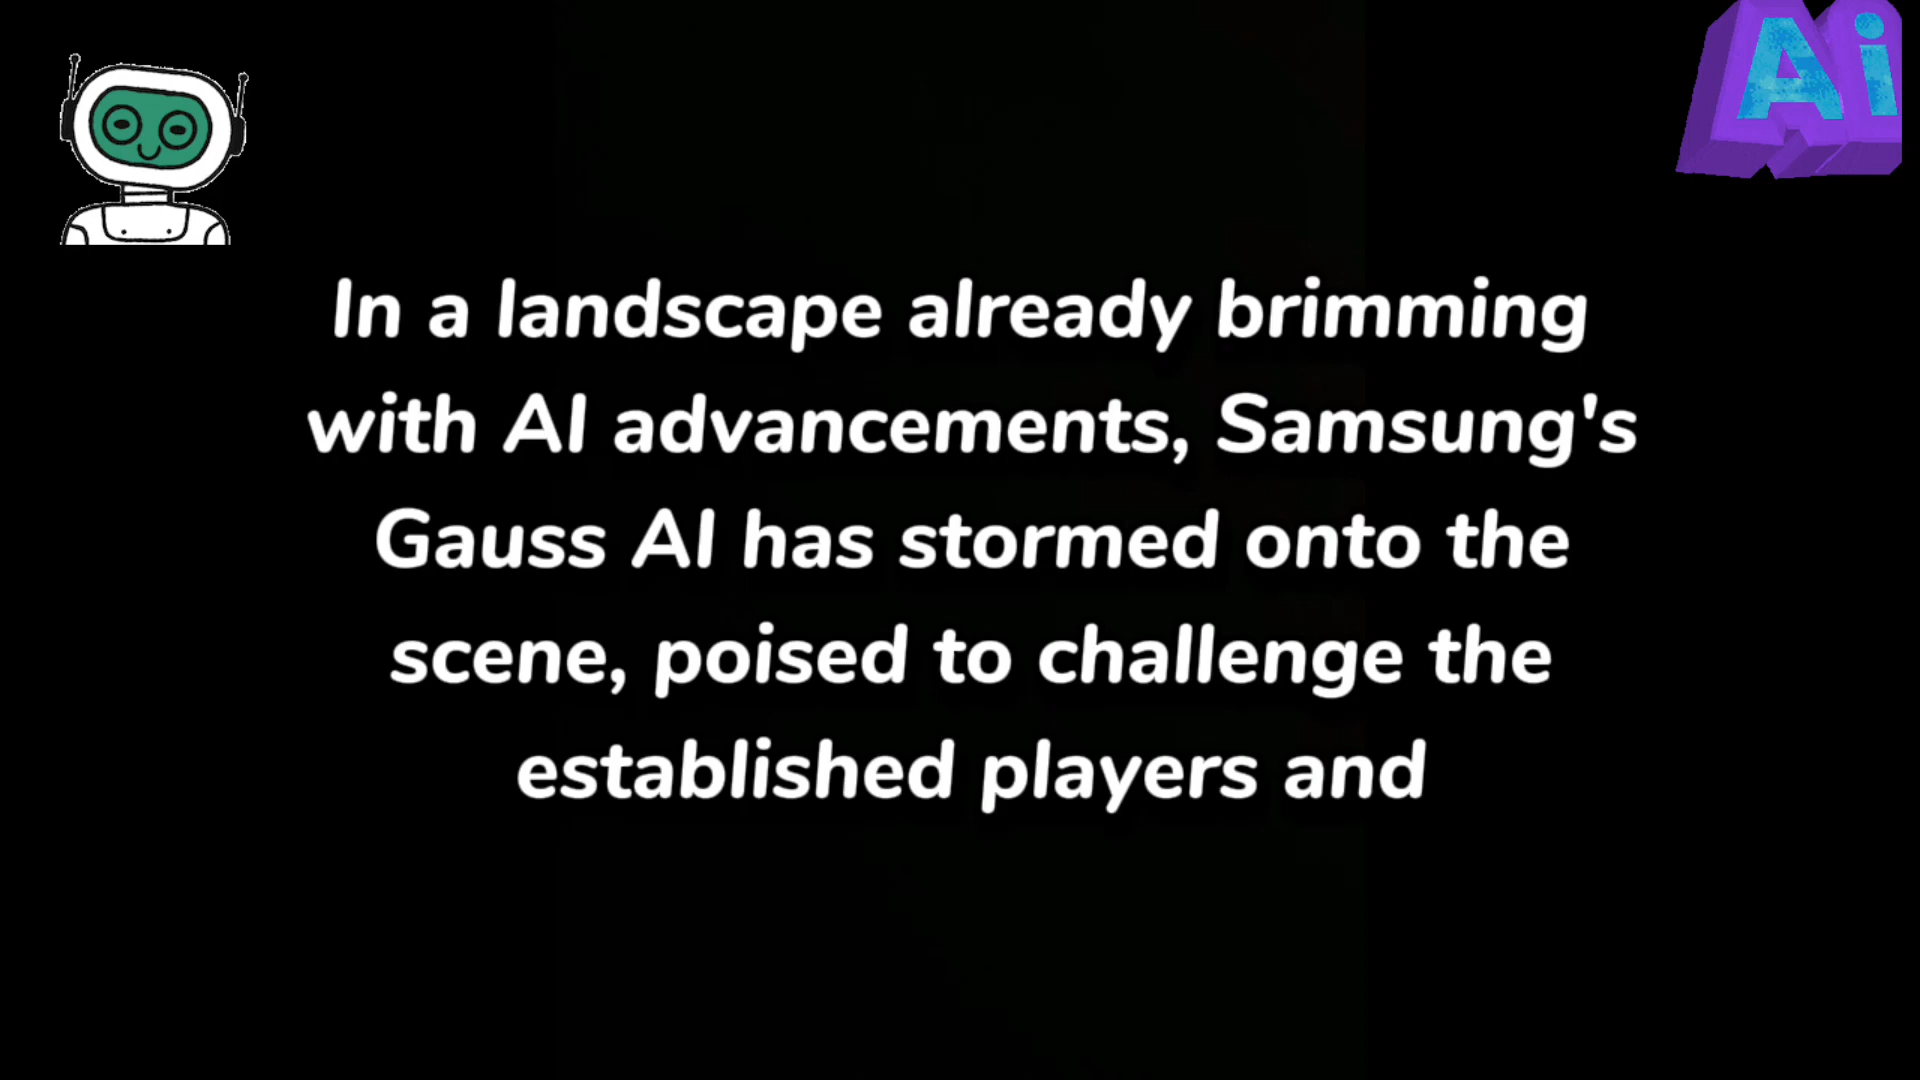 Ai
In a landscape already brimming
with AI advancements, Samsung's
Gauss AI has stormed onto the
scene, poised to challenge the
established players and